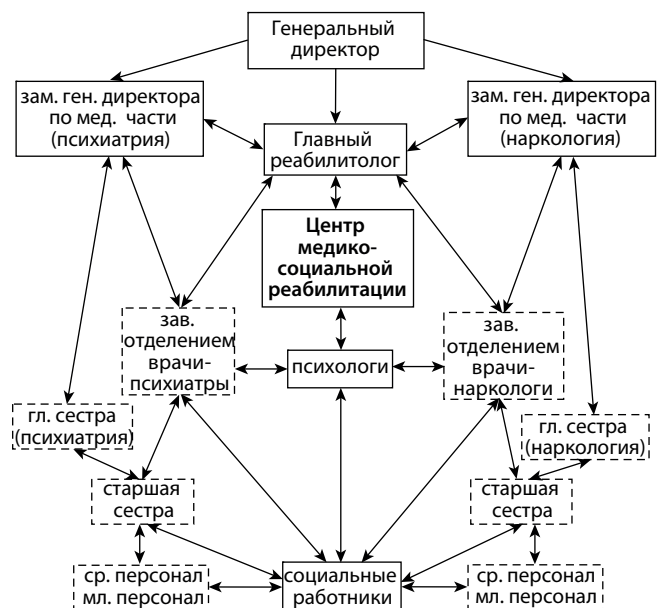 Генеральный
директор
зам. ген. директора
по мед. части
(психиатрия)
Главный
реабилитолог
зам. ген. директора
по мед. части
(наркология)
Центр
медико-
социальной
реабилитации
зав.
отделением
врачи-
психиатры
психологи
зав.
отделением
врачи-
наркологи
гл. сестра
(психиатрия)
гл. сестра
(наркология)
старшая
сестра
старшая
сестра
ср. персонал
мл. персонал
социальные
работники
ср. персонал
мл. персонал